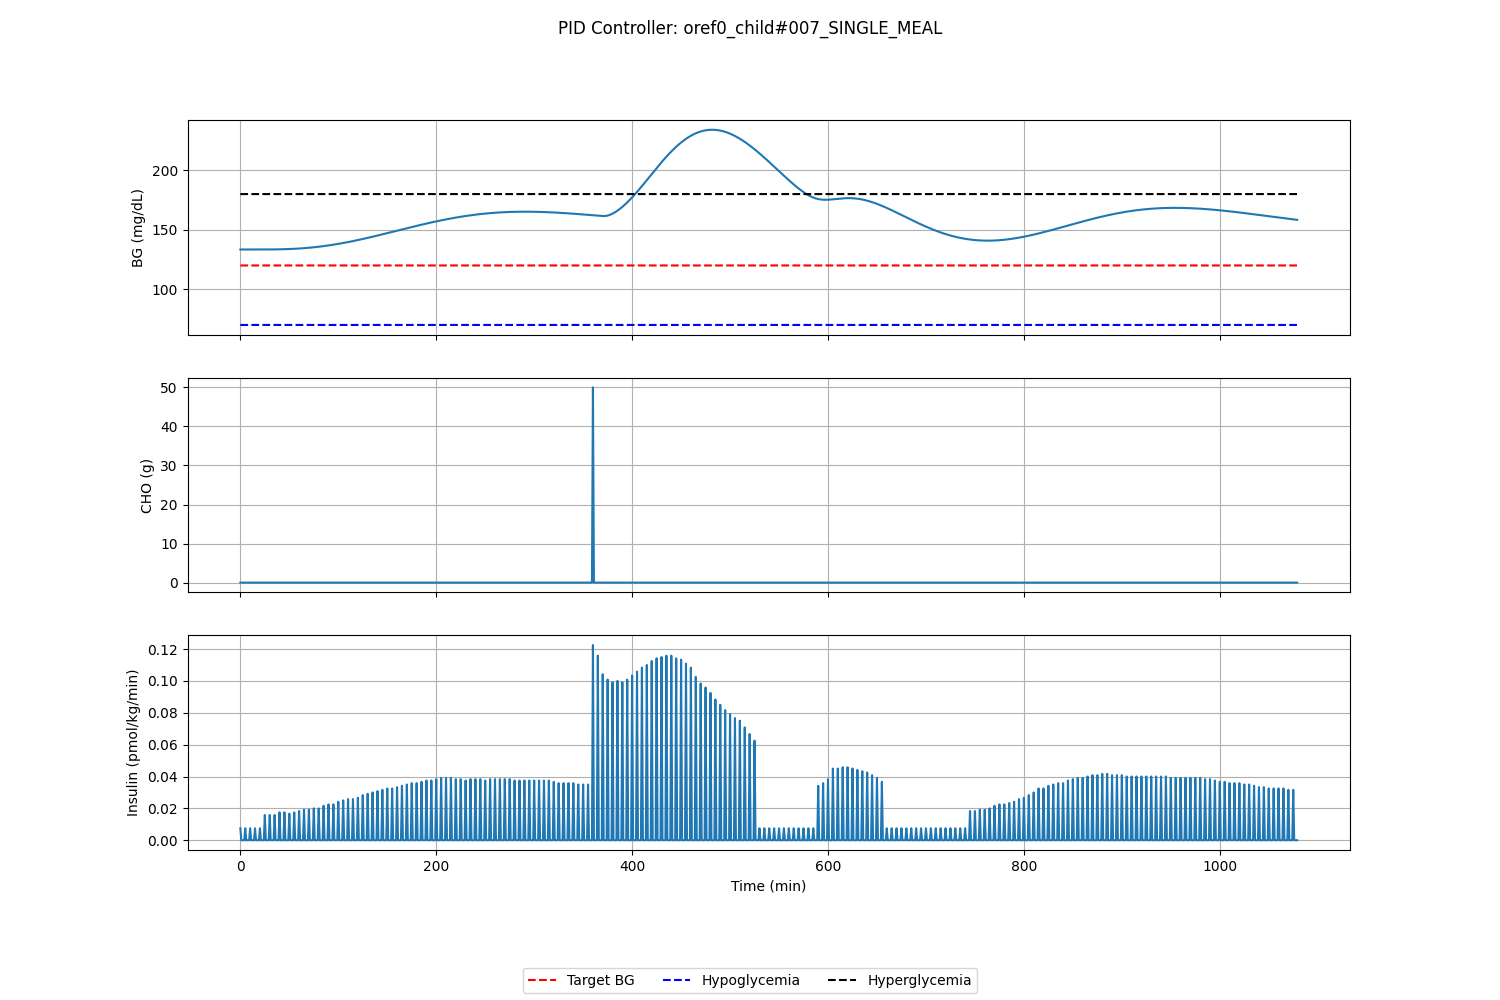 PID Controller: oref0_child#007_SINGLE_MEAL
200
150
100
BG (mg/dL)
50
40
30
20
10
0
CHO (g)
0.12
0.10
0.08
0.06
0.04
0.02
0.00
Insulin (pmol/kg/min)
0 200 400 600 800 1000
Time (min)
Target BG Hypoglycemia Hyperglycemia